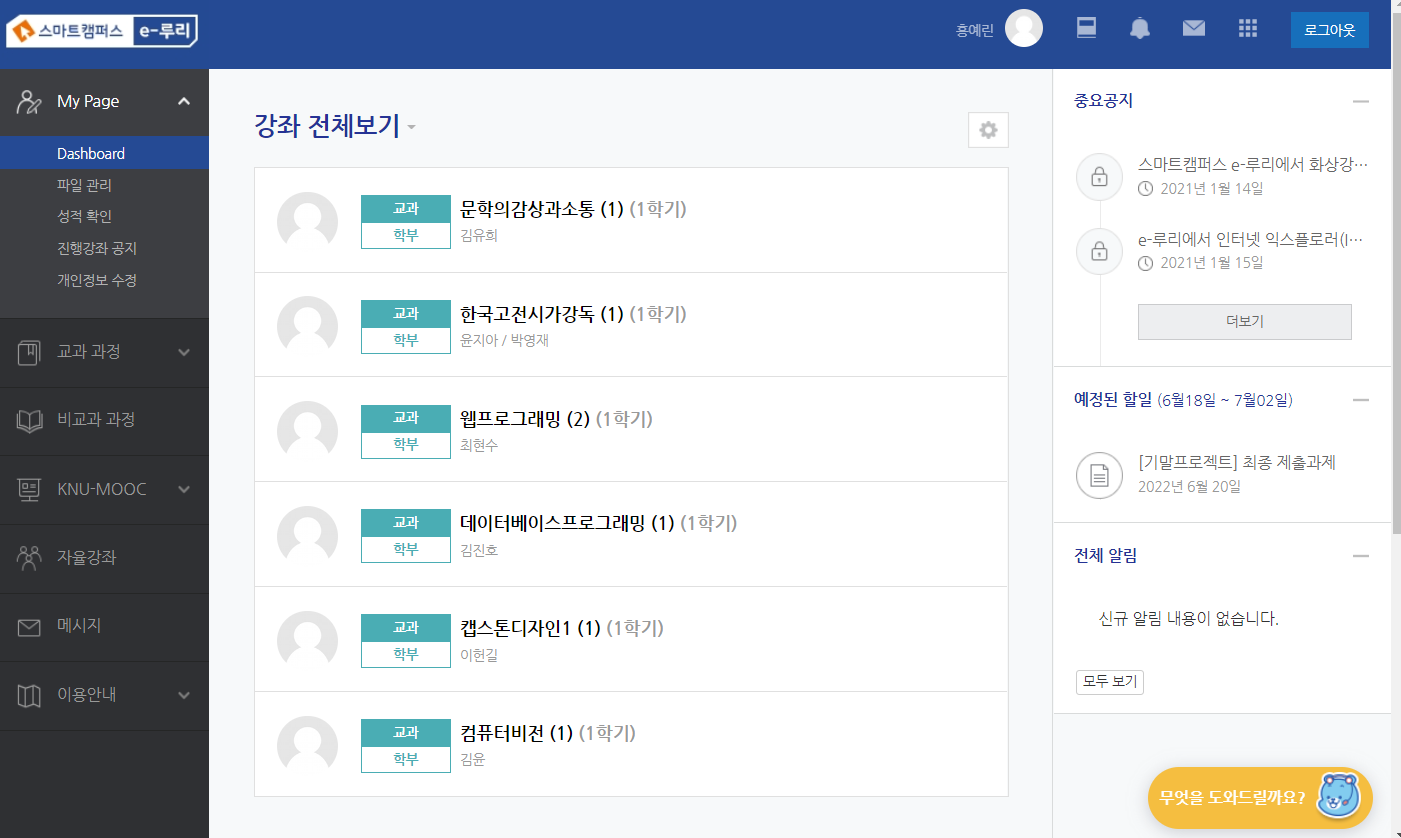 스마트캠퍼스 e-루리
홍예린
로그아웃
My Page
Dashboard
파일 관리
성적 확인
진행강좌 공지
개인정보 수정
교과 과정
비교과 과정
KNU-MOOC
자율강좌
메시지
이용안내
강좌 전체보기
교과
학부
문학의감상과소통 (1) (1학기)
김유희
교과
학부
한국고전시가강독 (1) (1학기)
윤지아 / 박영재
교과
학부
웹프로그래밍 (2) (1학기)
최현수
교과
학부
데이터베이스프로그래밍 (1) (1학기)
김진호
교과
학부
캡스톤디자인1 (1) (1학기)
이헌길
교과
학부
컴퓨터비전 (1) (1학기)
김윤
중요공지
스마트캠퍼스 e-루리에서 화상강…
2021년 1월 14일
e-루리에서 인터넷 익스플로러(I…
2021년 1월 15일
더보기
예정된 할일 (6월18일 ~ 7월02일)
[기말프로젝트] 최종 제출과제
2022년 6월 20일
전체 알림
신규 알림 내용이 없습니다.
모두 보기
무엇을 도와드릴까요?